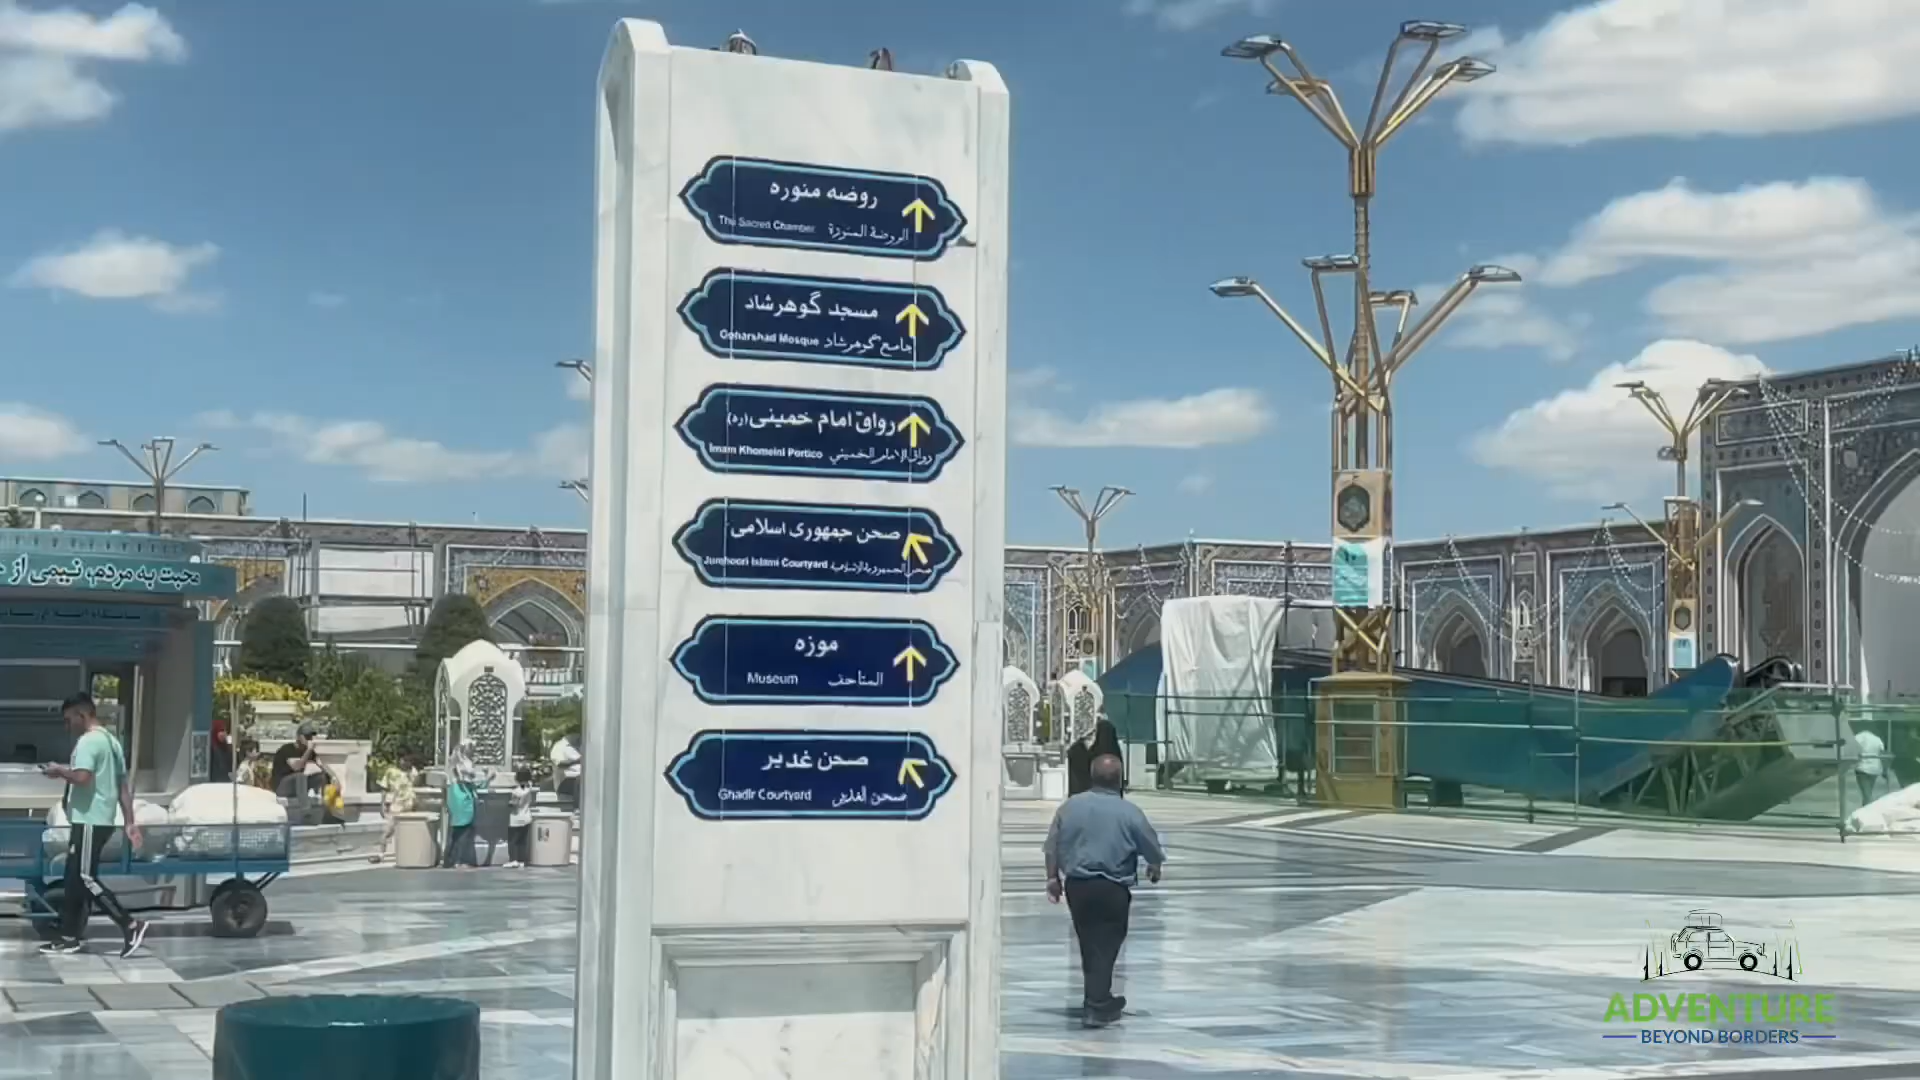 روضه منوره
The Sacred Chamber الروضة المنورة
مسجد گوهرشاد
Goharshad Mosque جامع گوهرشاد
رواق امام خمینی (ره)
Imam Khomeini Portico رواق الإمام الخميني
صحن جمهوری اسلامی
Jumhoori Islami Courtyard صحن الجمهورية الإسلامية
موزه
Museum المتاحف
صحن غدیر
Ghadir Courtyard صحن الغدير
محبت به مردم، نیمی از
ADVENTURE
BEYOND BORDERS